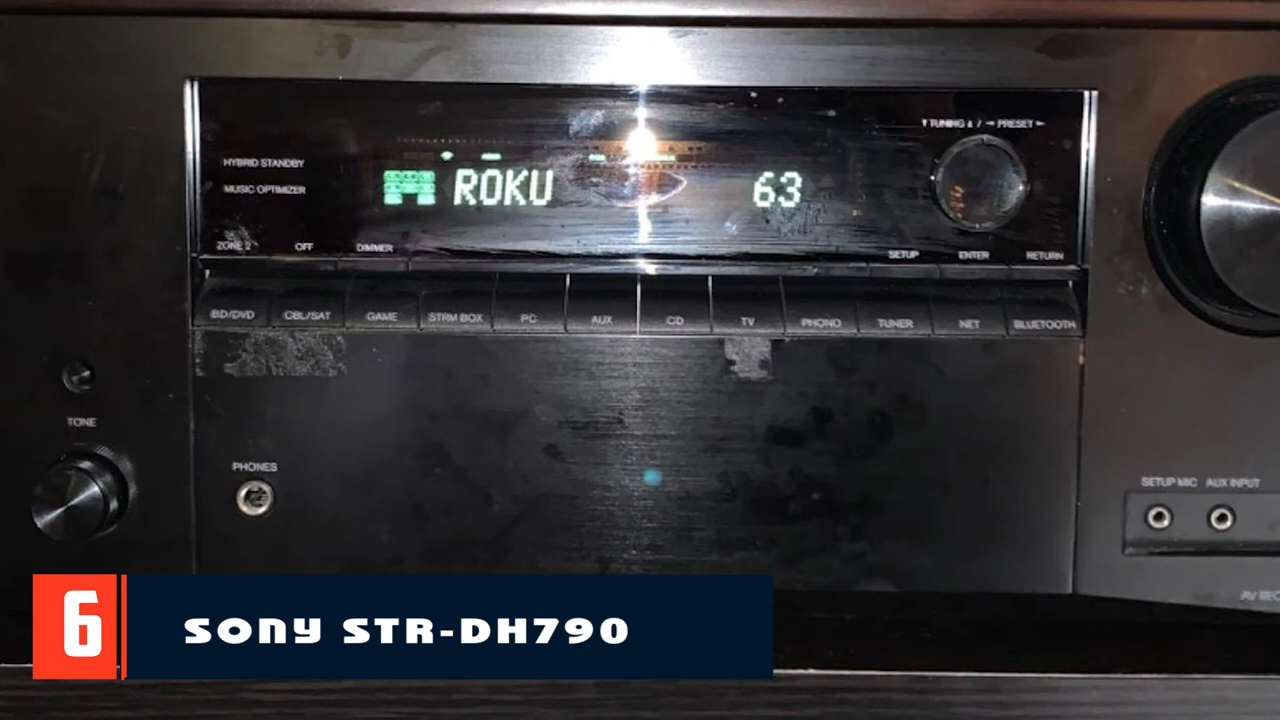 ▼ TUNING ▲ / ◄ PRESET ►
HYBRID STANDBY
MUSIC OPTIMIZER
ROKU 63
ZONE 2 OFF DIMMER SETUP ENTER RETURN
BD/DVD CBL/SAT GAME STRM BOX PC AUX CD TV PHONO TUNER NET BLUETOOTH
TONE
PHONES
SETUP MIC AUX INPUT
AV
6 SONY STR-DH790